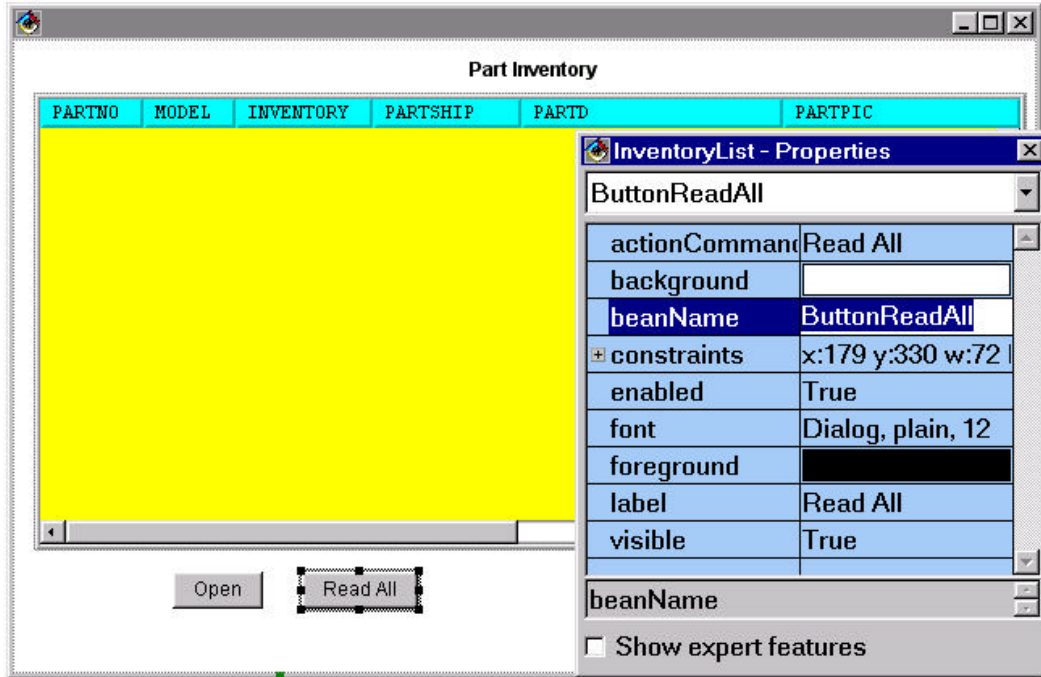 Part Inventory
PARTNO MODEL INVENTORY PARTSHIP PARTD PARTPIC
InventoryList - Properties
ButtonReadAll
actionCommand Read All
background
beanName ButtonReadAll
constraints x:179 y:330 w:72
enabled True
font Dialog, plain, 12
foreground
label Read All
visible True
beanName
Show expert features
Open Read All